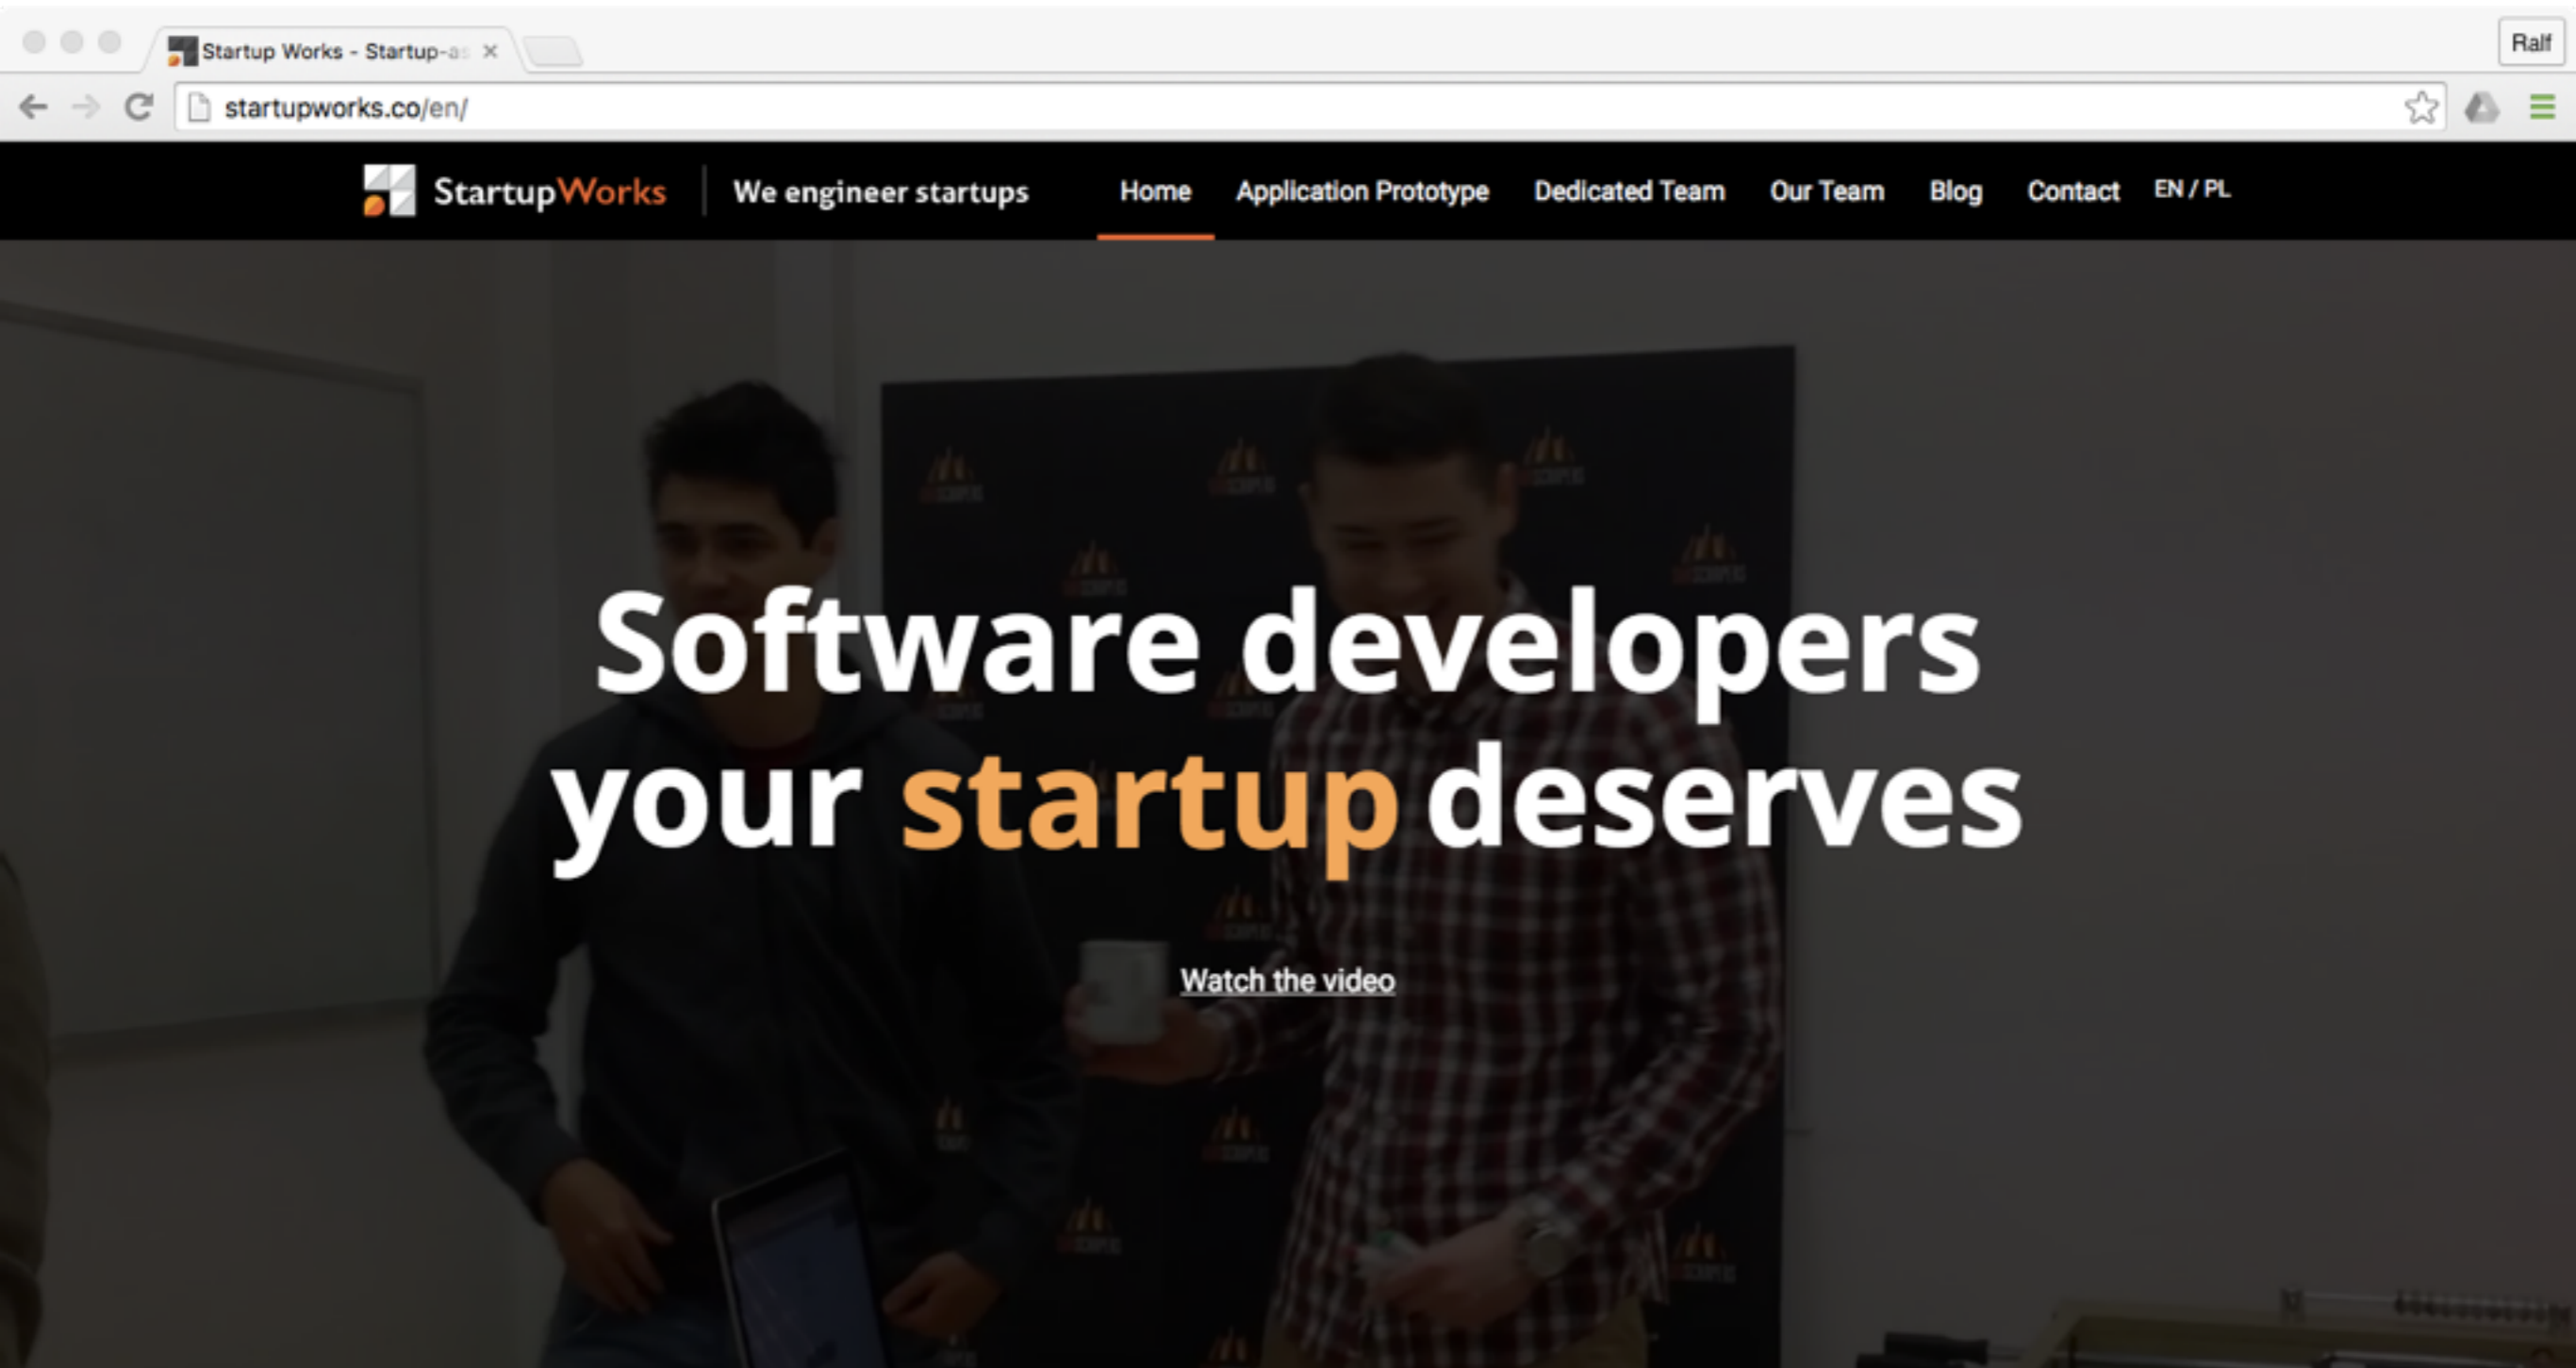 Startup Works - Startup-as
Ralf
startupworks.co/en/
StartupWorks
We engineer startups
Home
Application Prototype
Dedicated Team
Our Team
Blog
Contact
EN / PL
Software developers
your startup deserves
Watch the video